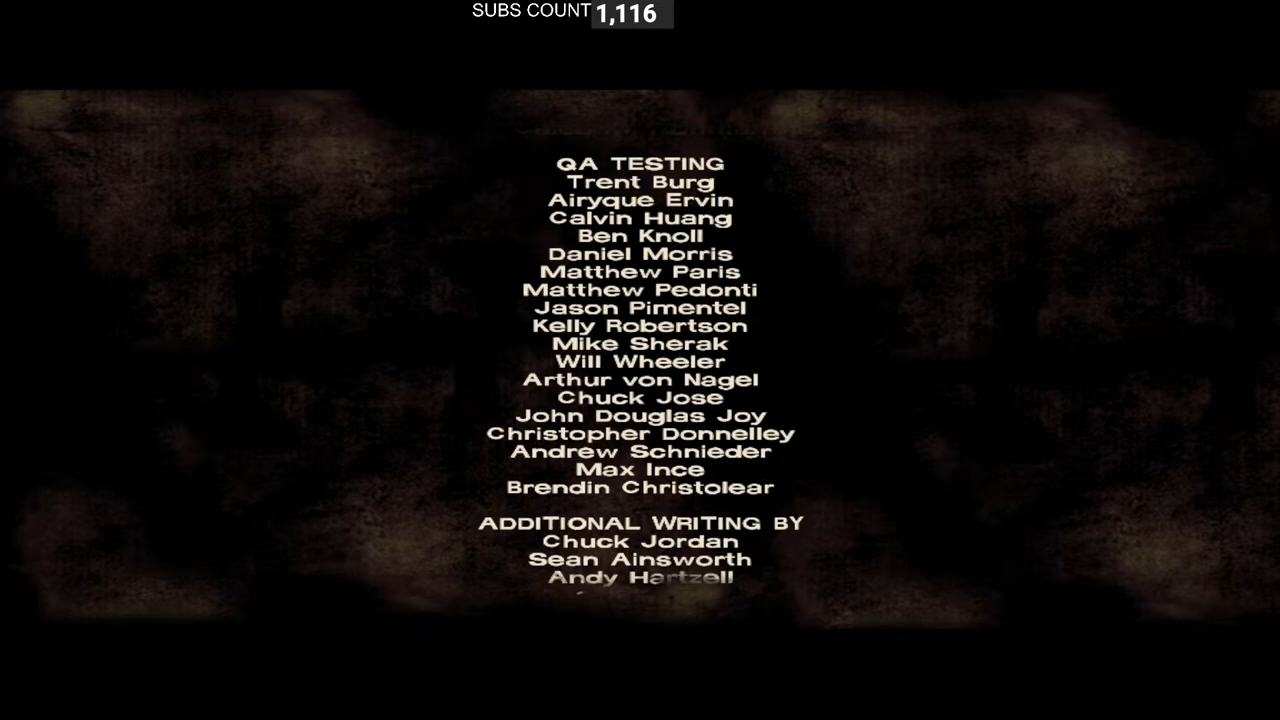 SUBS COUNT 1,116
QA TESTING
Trent Burg
Airyque Ervin
Calvin Huang
Ben Knoll
Daniel Morris
Matthew Paris
Matthew Pedonti
Jason Pimentel
Kelly Robertson
Mike Sherak
Will Wheeler
Arthur von Nagel
Chuck Jose
John Douglas Joy
Christopher Donnelley
Andrew Schnieder
Max Ince
Brendin Christolear
ADDITIONAL WRITING BY
Chuck Jordan
Sean Ainsworth
Andy Hartzell